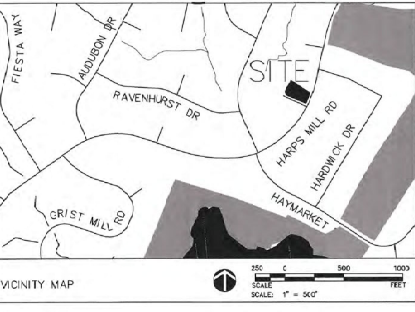 FIESTA WAY
AUDUBON DR
RAVENHURST DR
SITE
HARPS MILL RD
HARDWICK DR
HAYMARKET
GRIST MILL RD
VICINITY MAP
250 0 500 1000
SCALE FEET
SCALE: 1" = 500'